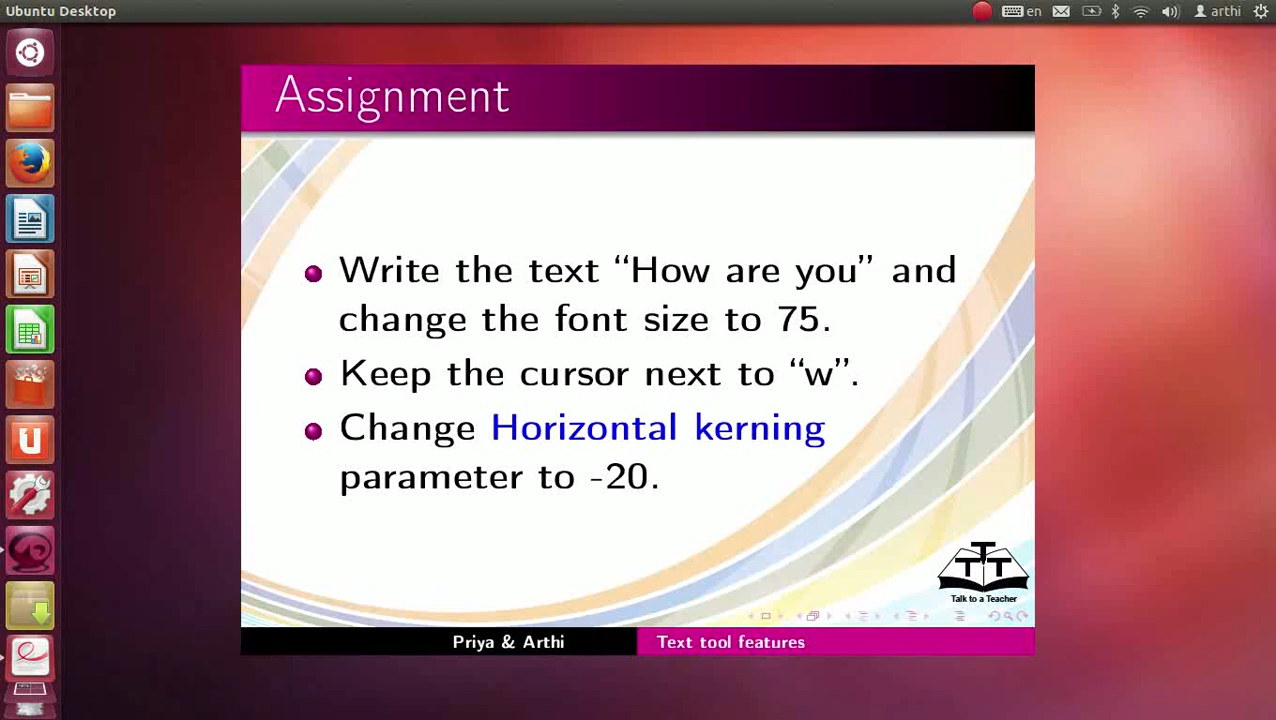 Ubuntu Desktop
en
arthi
Assignment
Write the text “How are you” and
change the font size to 75.
Keep the cursor next to “w”.
Change Horizontal kerning
parameter to -20.
T
T T
Talk to a Teacher
Priya & Arthi
Text tool features